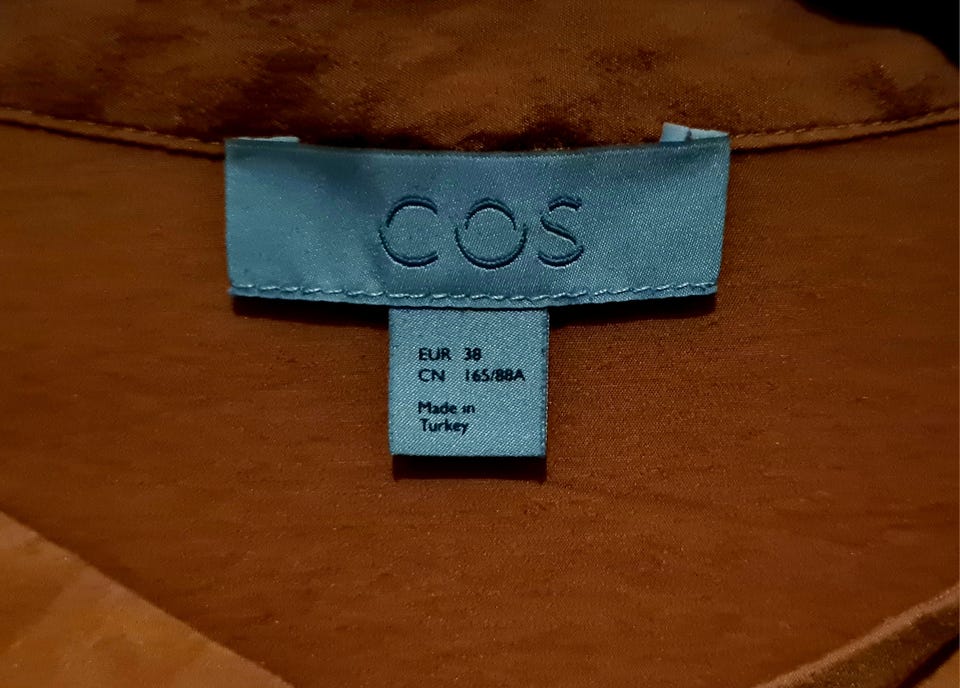 COS
EUR 38
CN 165/88A
Made in
Turkey